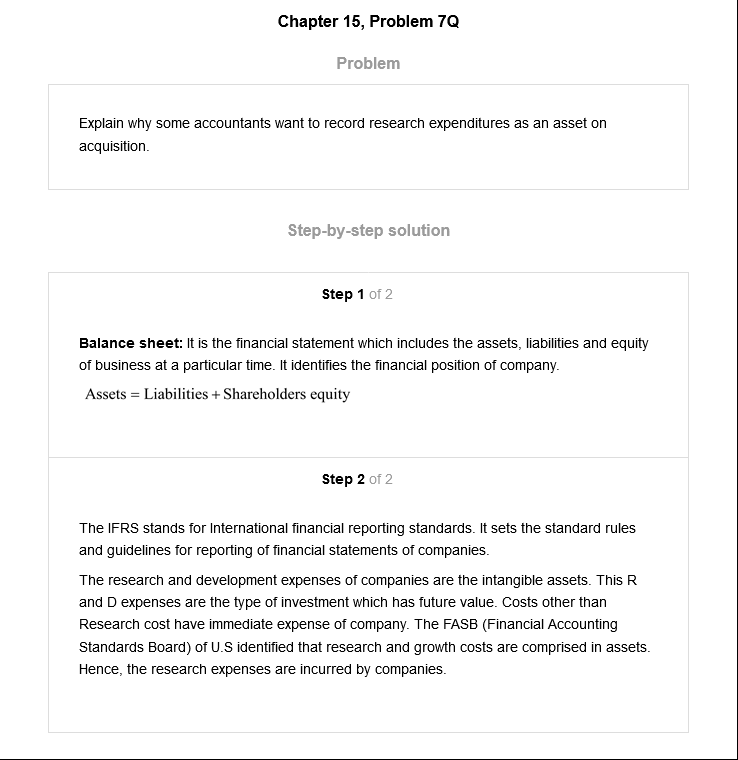 Chapter 15, Problem 7Q
Problem
Explain why some accountants want to record research expenditures as an asset on
acquisition.
Step-by-step solution
Step 1 of 2
Balance sheet: It is the financial statement which includes the assets, liabilities and equity
of business at a particular time. It identifies the financial position of company.
Assets = Liabilities + Shareholders equity
Step 2 of 2
The IFRS stands for International financial reporting standards. It sets the standard rules
and guidelines for reporting of financial statements of companies.
The research and development expenses of companies are the intangible assets. This R
and D expenses are the type of investment which has future value. Costs other than
Research cost have immediate expense of company. The FASB (Financial Accounting
Standards Board) of U.S identified that research and growth costs are comprised in assets.
Hence, the research expenses are incurred by companies.